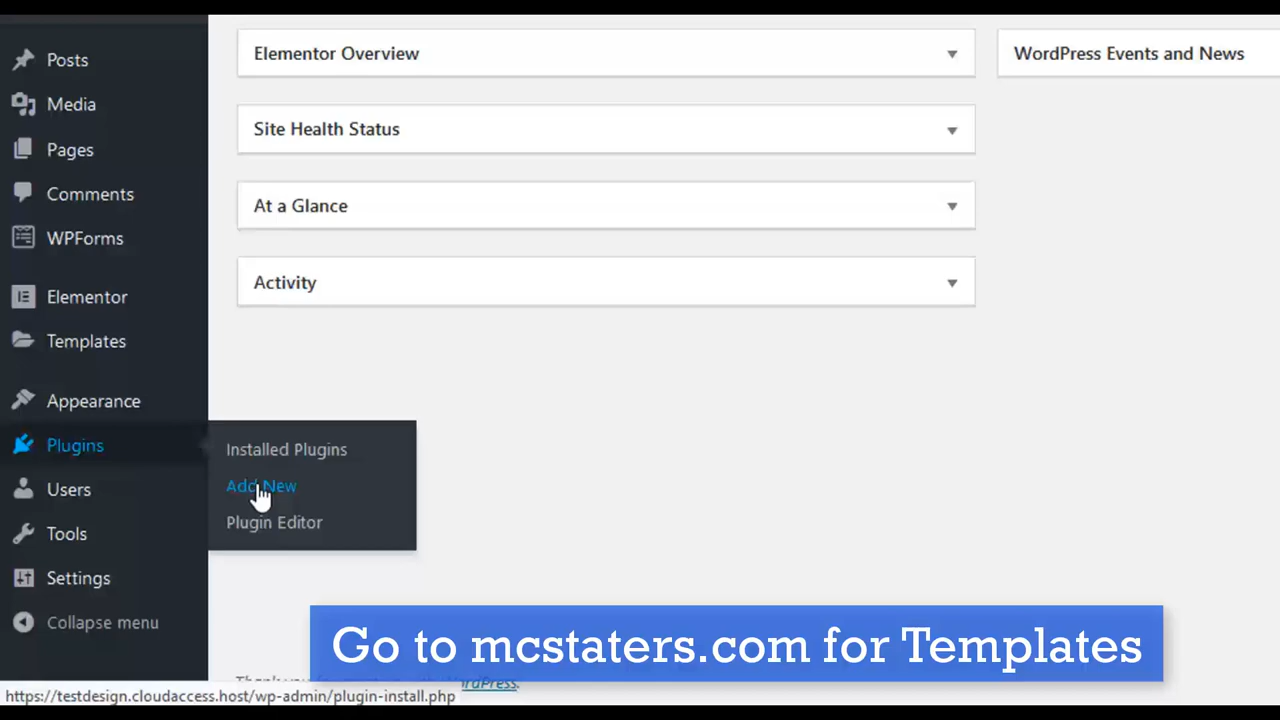 Posts
Media
Pages
Comments
WPForms
Elementor
Templates
Appearance
Plugins
Users
Tools
Settings
Collapse menu
Elementor Overview
Site Health Status
At a Glance
Activity
WordPress Events and News
Installed Plugins
Add New
Plugin Editor
Go to mcstaters.com for Templates
WordPress.
https://testdesign.cloudaccess.host/wp-admin/plugin-install.php